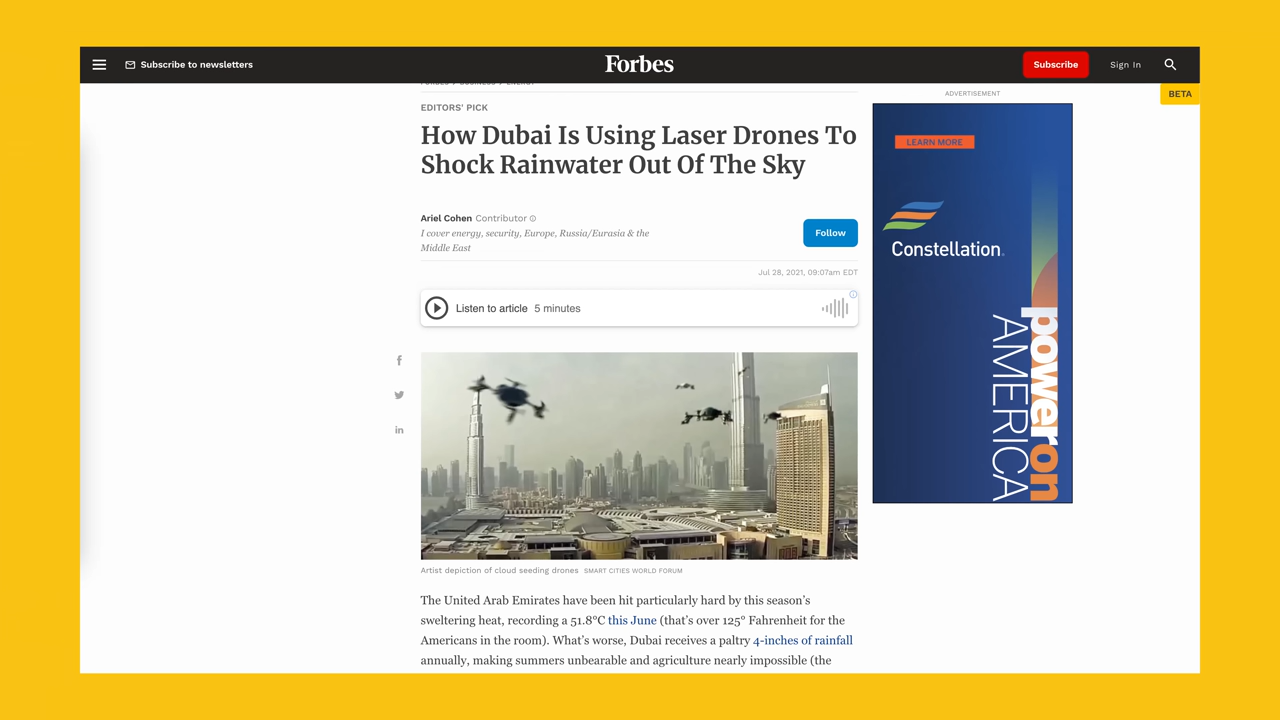 Subscribe to newsletters
Forbes
Subscribe
Sign In
BETA
FORBES > BUSINESS > ENERGY
EDITORS' PICK
How Dubai Is Using Laser Drones To
Shock Rainwater Out Of The Sky
Ariel Cohen Contributor
I cover energy, security, Europe, Russia/Eurasia & the
Middle East
Follow
Jul 28, 2021, 09:07am EDT
Listen to article 5 minutes
Artist depiction of cloud seeding drones SMART CITIES WORLD FORUM
The United Arab Emirates have been hit particularly hard by this season’s
sweltering heat, recording a 51.8°C this June (that’s over 125° Fahrenheit for the
Americans in the room). What’s worse, Dubai receives a paltry 4-inches of rainfall
annually, making summers unbearable and agriculture nearly impossible (the
ADVERTISEMENT
LEARN MORE
Constellation.
poweron
AMERICA